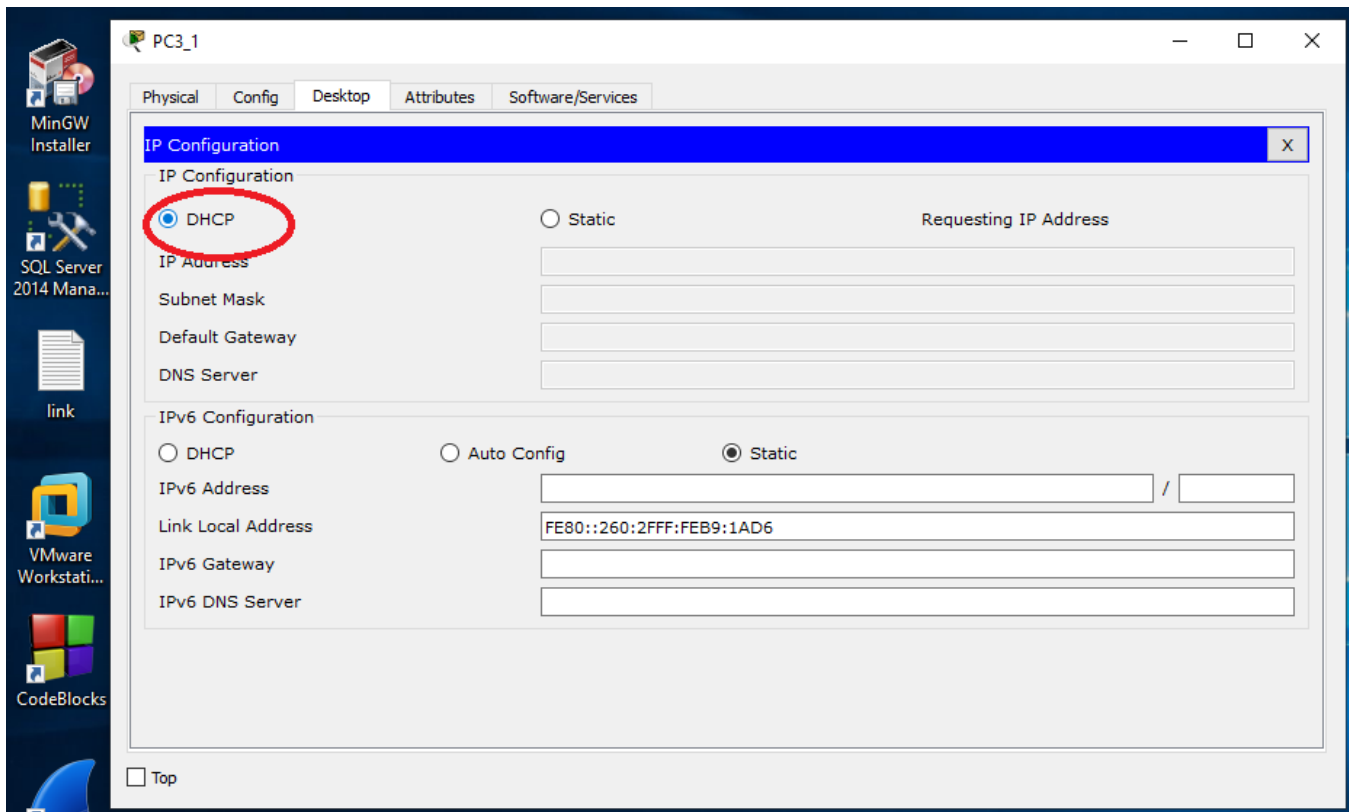 PC3_1
Physical
Config
Desktop
Attributes
Software/Services
IP Configuration
X
IP Configuration
DHCP
Static
Requesting IP Address
IP Address
Subnet Mask
Default Gateway
DNS Server
IPv6 Configuration
DHCP
Auto Config
Static
IPv6 Address
/
Link Local Address
FE80::260:2FFF:FEB9:1AD6
IPv6 Gateway
IPv6 DNS Server
Top
MinGW
Installer
SQL Server
2014 Mana...
link
VMware
Workstati...
CodeBlocks